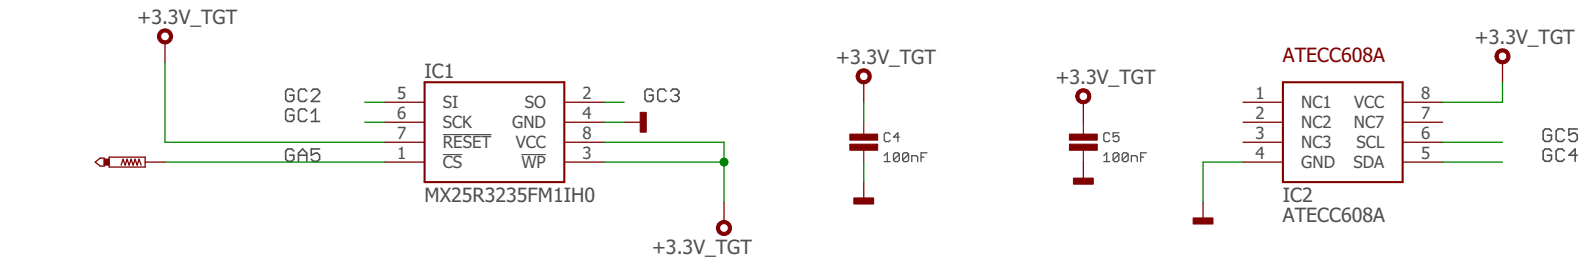 +3.3V_TGT
IC1
GC2 5 SI SO 2 GC3
GC1 6 SCK GND 4
7 RESET VCC 8
GA5 1 CS WP 3
MX25R3235FM1IH0
+3.3V_TGT
+3.3V_TGT
C4
100nF
+3.3V_TGT
C5
100nF
+3.3V_TGT
ATECC608A
1 NC1 VCC 8
2 NC2 NC7 7
3 NC3 SCL 6 GC5
4 GND SDA 5 GC4
IC2
ATECC608A